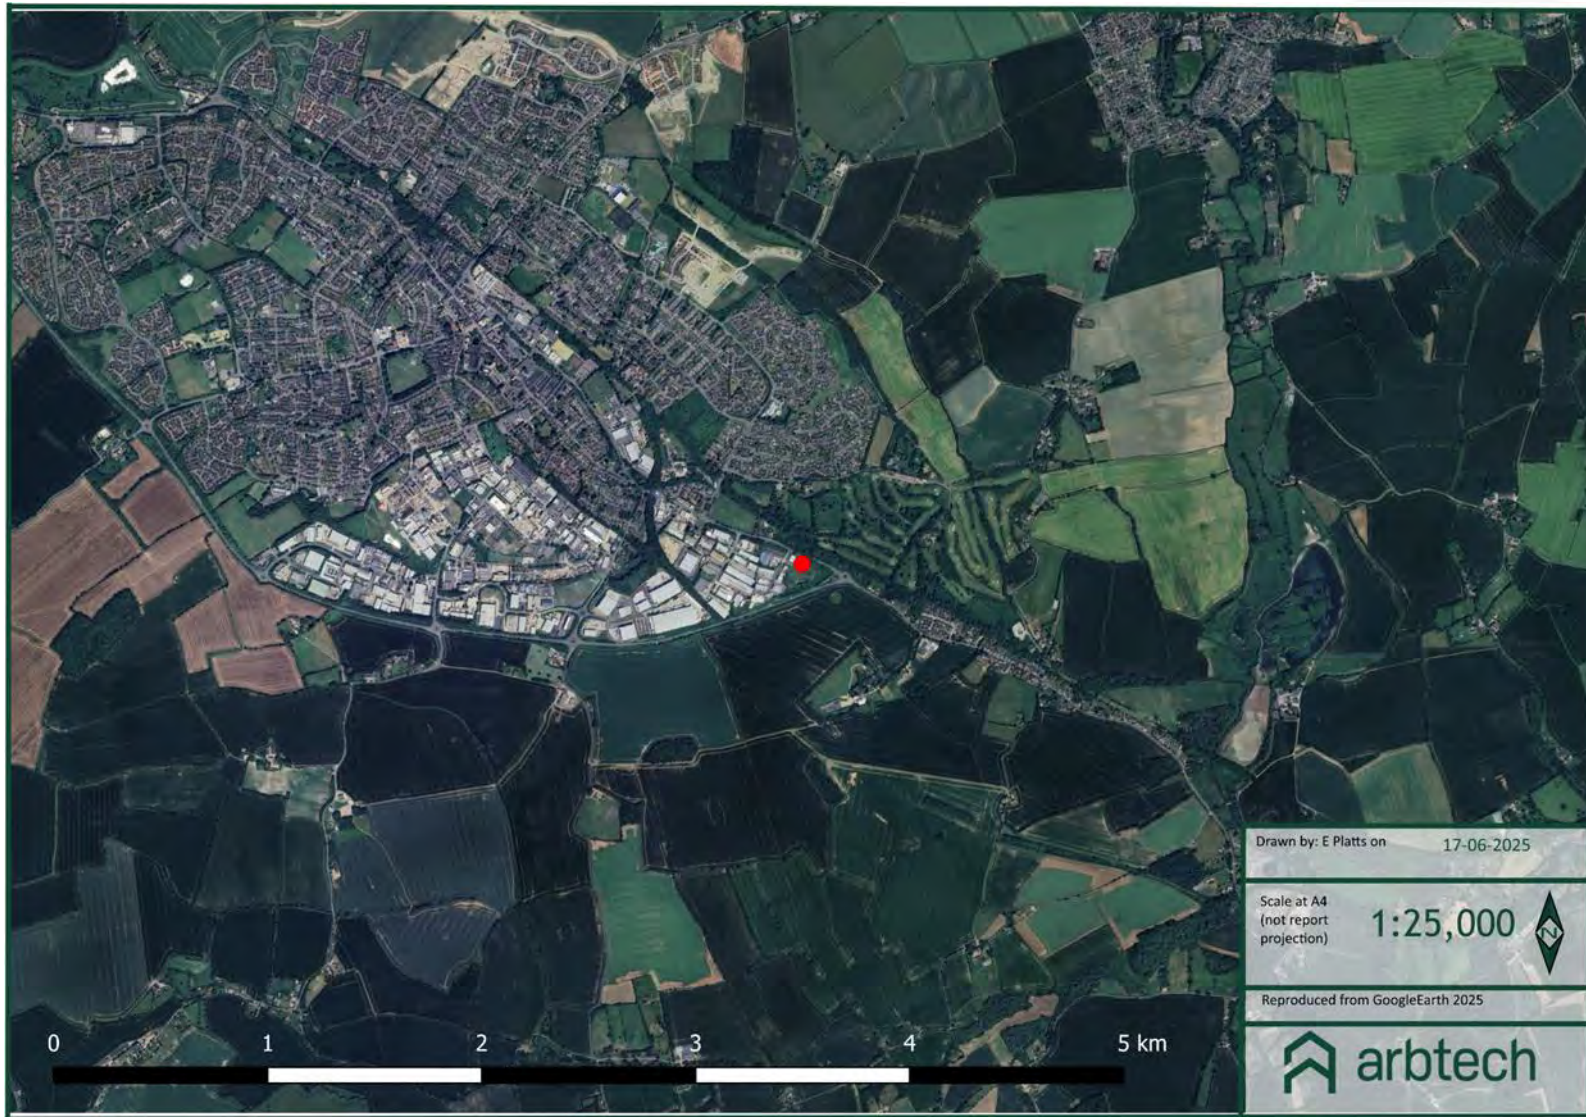 Drawn by: E Platts on 17-06-2025
Scale at A4
(not report
projection)
1:25,000
N
Reproduced from GoogleEarth 2025
arbtech
0 1 2 3 4 5 km